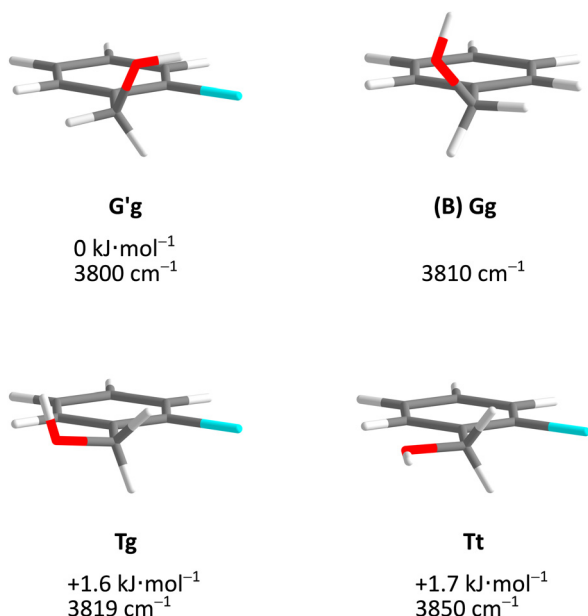 G'g
0 kJ·mol⁻¹
3800 cm⁻¹
(B) Gg
3810 cm⁻¹
Tg
+1.6 kJ·mol⁻¹
3819 cm⁻¹
Tt
+1.7 kJ·mol⁻¹
3850 cm⁻¹